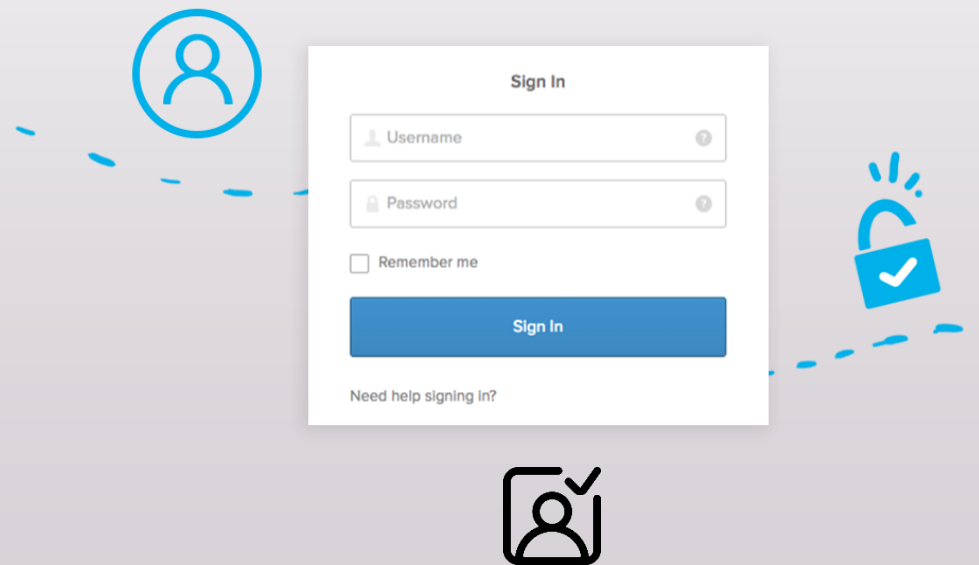 Sign In
Username
Password
Remember me
Sign In
Need help signing in?